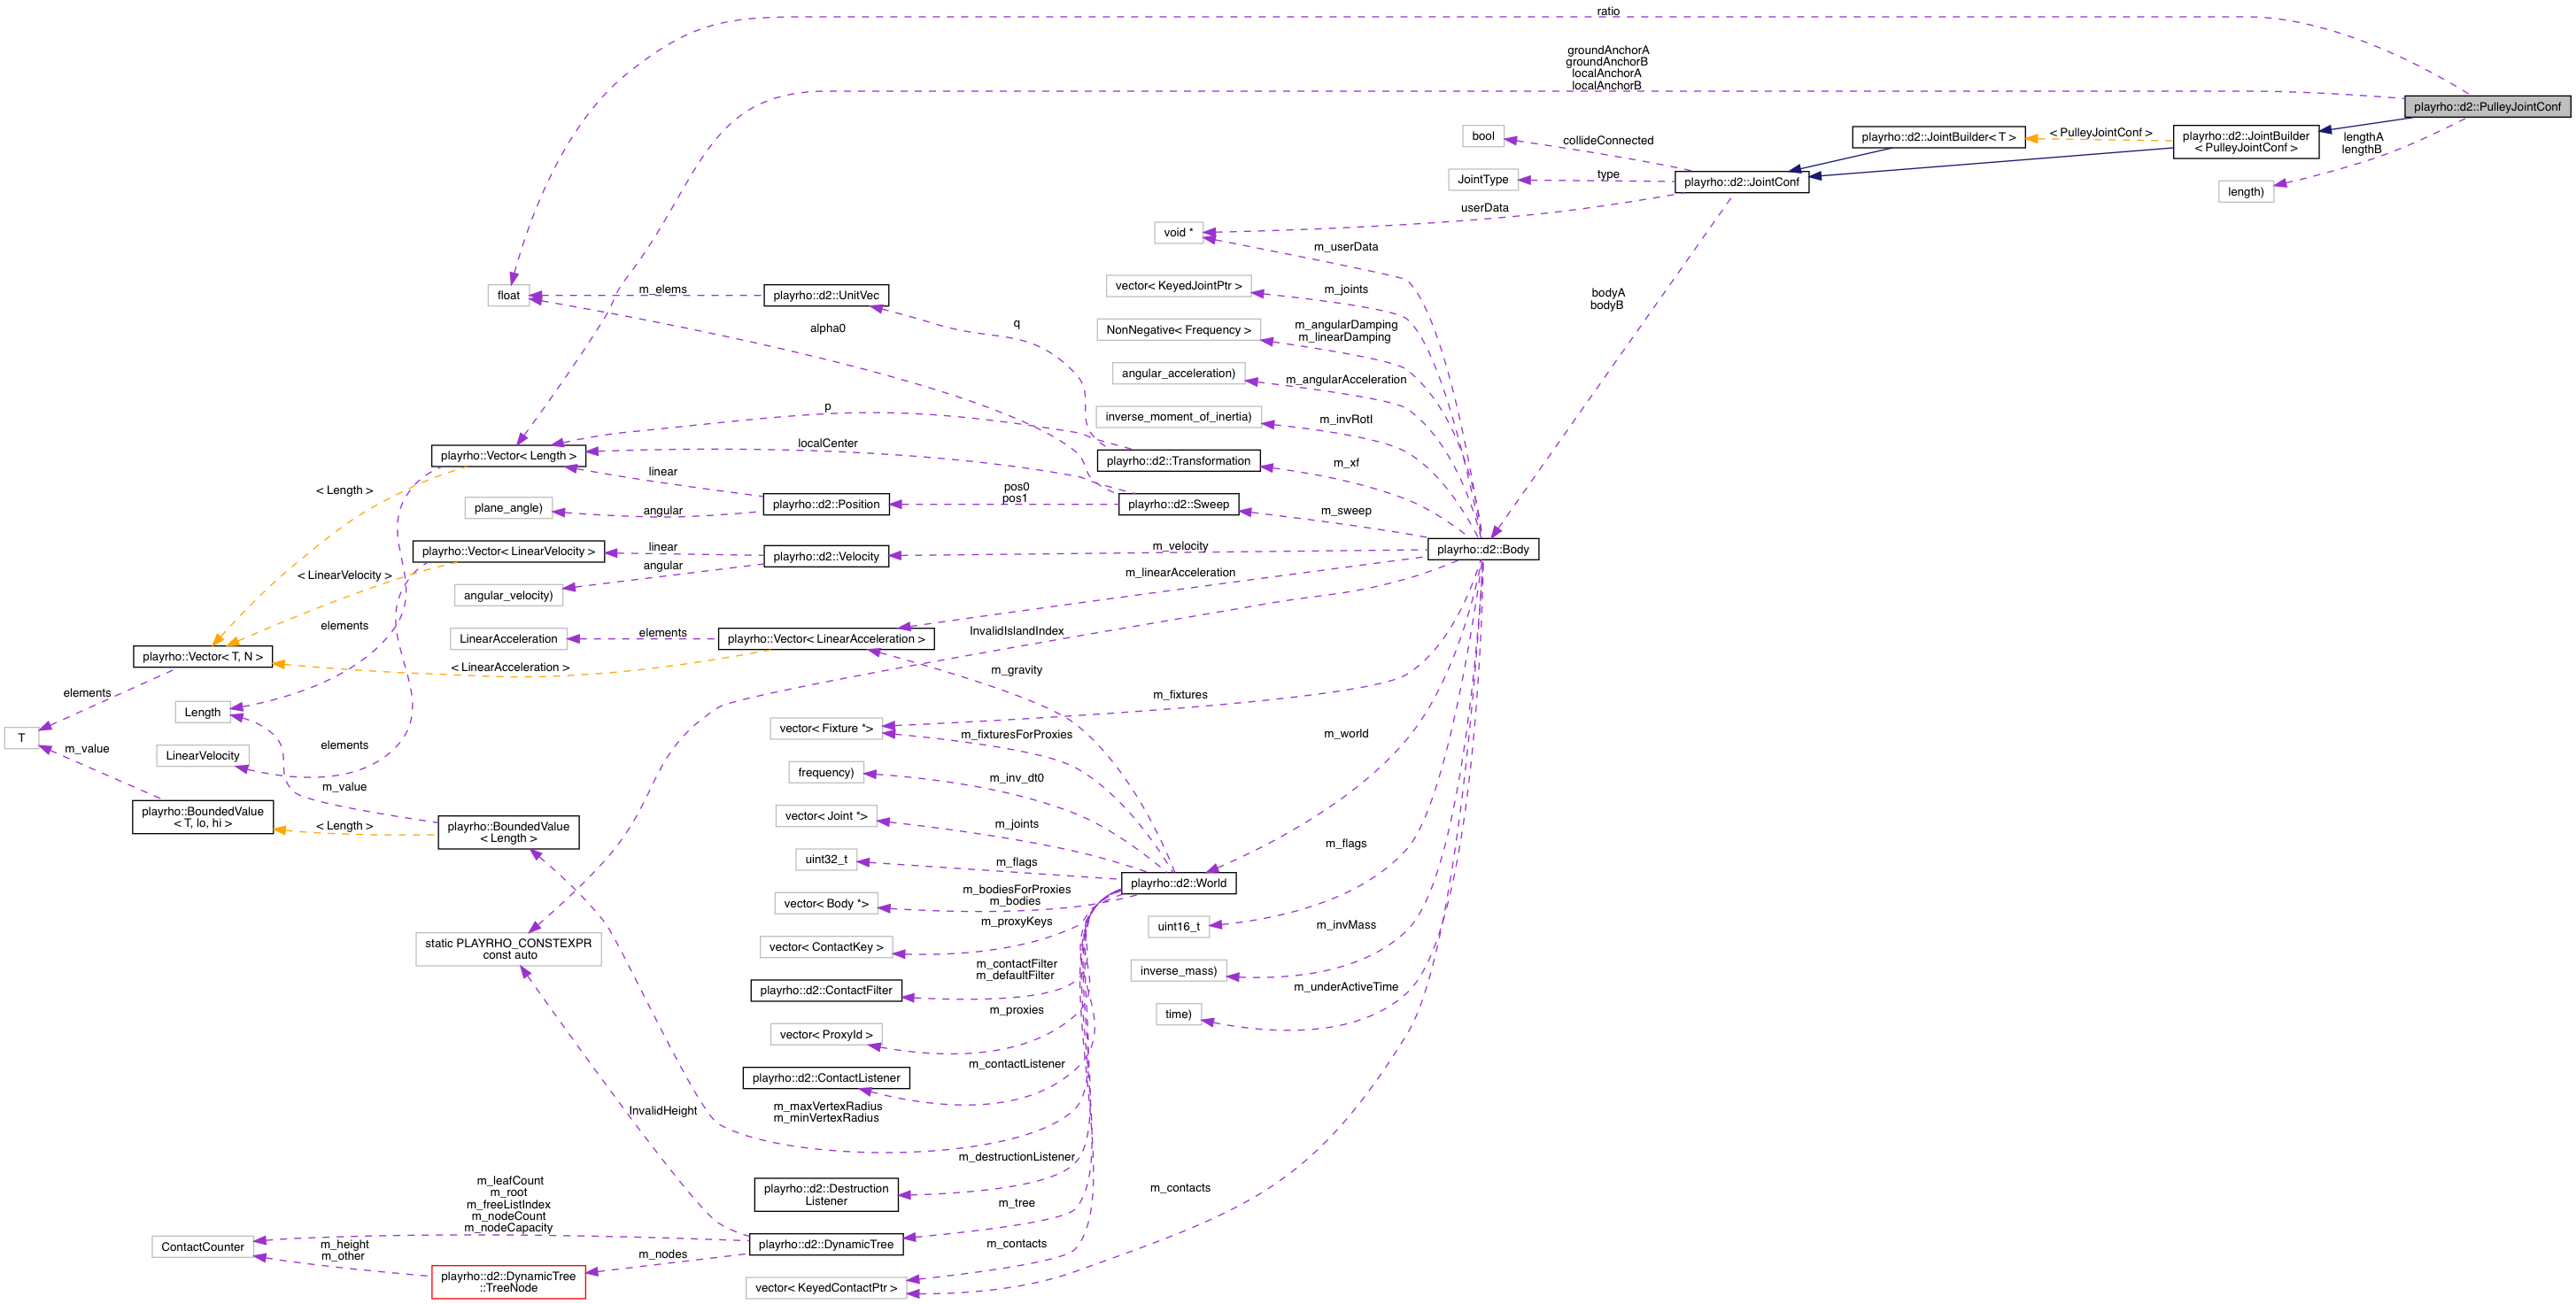 ratio
groundAnchorA
groundAnchorB
localAnchorA
localAnchorB
playrho::d2::PulleyJointConf
bool
collideConnected
playrho::d2::JointBuilder< T >
< PulleyJointConf >
playrho::d2::JointBuilder
< PulleyJointConf >
lengthA
lengthB
JointType
type
playrho::d2::JointConf
length)
userData
void *
m_userData
vector< KeyedJointPtr >
m_joints
bodyA
bodyB
float
m_elems
playrho::d2::UnitVec
alpha0
q
NonNegative< Frequency >
m_angularDamping
m_linearDamping
angular_acceleration)
m_angularAcceleration
p
inverse_moment_of_inertia)
m_invRotI
playrho::Vector< Length >
localCenter
playrho::d2::Transformation
m_xf
< Length >
linear
plane_angle)
angular
playrho::d2::Position
pos0
pos1
playrho::d2::Sweep
m_sweep
playrho::Vector< LinearVelocity >
linear
angular
playrho::d2::Velocity
m_velocity
playrho::d2::Body
< LinearVelocity >
angular_velocity)
m_linearAcceleration
elements
LinearAcceleration
elements
playrho::Vector< LinearAcceleration >
InvalidIslandIndex
playrho::Vector< T, N >
< LinearAcceleration >
m_gravity
elements
m_fixtures
Length
vector< Fixture *>
m_fixturesForProxies
m_world
T
m_value
LinearVelocity
elements
frequency)
m_inv_dt0
m_value
playrho::BoundedValue
< T, lo, hi >
< Length >
playrho::BoundedValue
< Length >
vector< Joint *>
m_joints
uint32_t
m_flags
m_flags
playrho::d2::World
vector< Body *>
m_bodiesForProxies
m_bodies
static PLAYRHO_CONSTEXPR
const auto
vector< ContactKey >
m_proxyKeys
uint16_t
m_invMass
playrho::d2::ContactFilter
m_contactFilter
m_defaultFilter
inverse_mass)
m_underActiveTime
vector< ProxyId >
m_proxies
time)
playrho::d2::ContactListener
m_contactListener
InvalidHeight
m_maxVertexRadius
m_minVertexRadius
m_destructionListener
playrho::d2::Destruction
Listener
m_tree
m_contacts
m_leafCount
m_root
m_freeListIndex
m_nodeCount
m_nodeCapacity
ContactCounter
m_height
m_other
m_nodes
playrho::d2::DynamicTree
m_contacts
playrho::d2::DynamicTree
::TreeNode
vector< KeyedContactPtr >